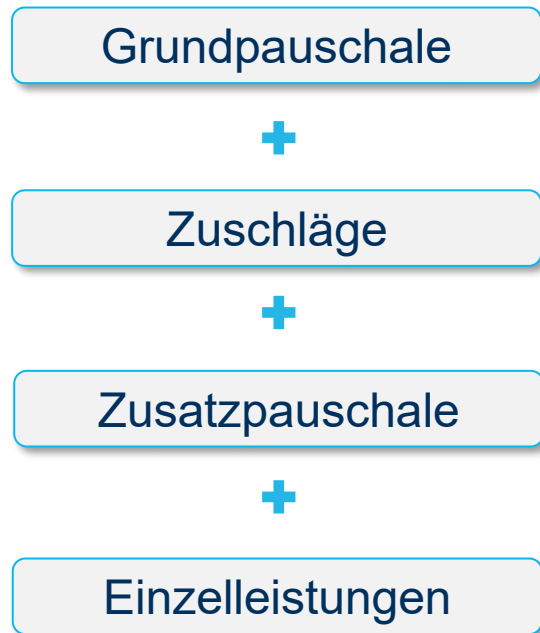 Grundpauschale
+
Zuschläge
+
Zusatzpauschale
+
Einzelleistungen